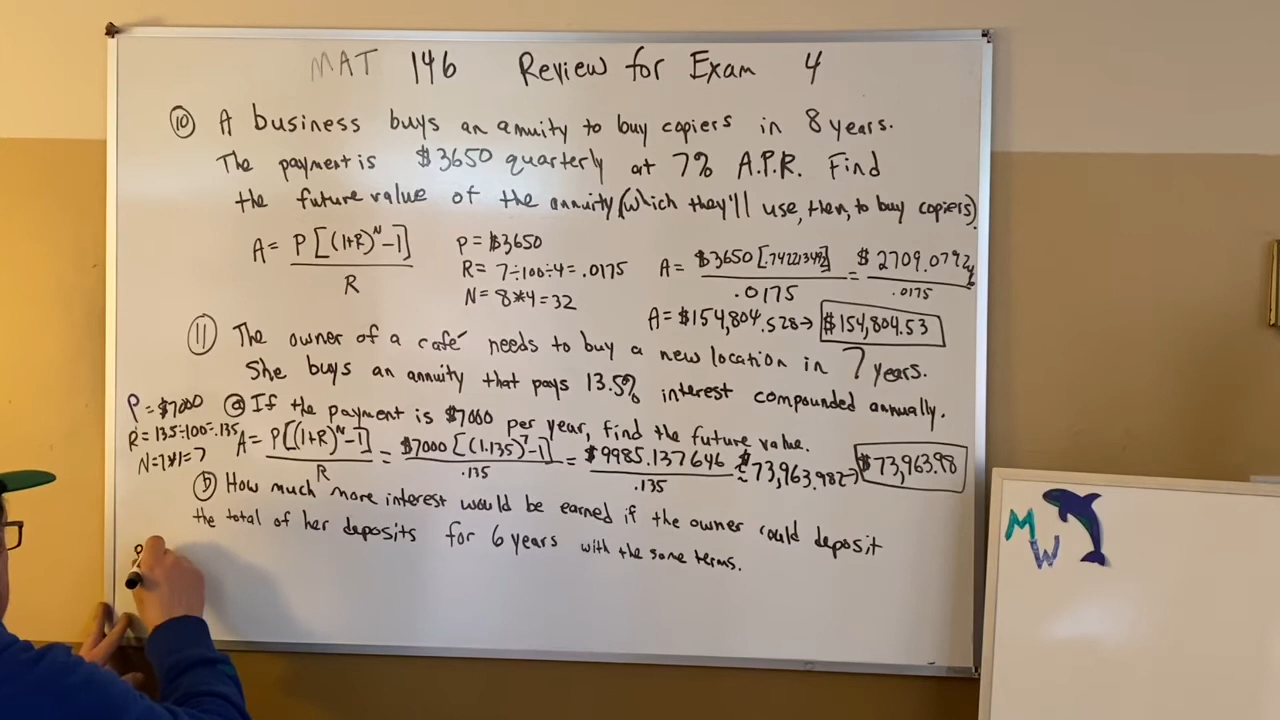 MAT 146 Review for Exam 4
⑩ A business buys an annuity to buy copiers in 8 years.
The payment is $3650 quarterly at 7% A.P.R. Find
the future value of the annuity (which they'll use, then, to buy copiers).
A = P[(1+R)^N -1] / R
P = $3650
R = 7÷100÷4 = .0175
N = 8*4 = 32
A = $3650[.742213492] / .0175 = $2709.07924 / .0175
A = $154,804.528 → $154,804.53
⑪ The owner of a café needs to buy a new location in 7 years.
She buys an annuity that pays 13.5% interest compounded annually.
P = $7000
R = 13.5÷100 = .135
N = 7*1 = 7
ⓐ If the payment is $7000 per year, find the future value.
A = P[(1+R)^N -1] / R = $7000[(1.135)^7 -1] / .135 = $9985.137646 / .135 ≈ $73,963.982 → $73,963.98
ⓑ How much more interest would be earned if the owner could deposit
the total of her deposits for 6 years with the same terms.
MW